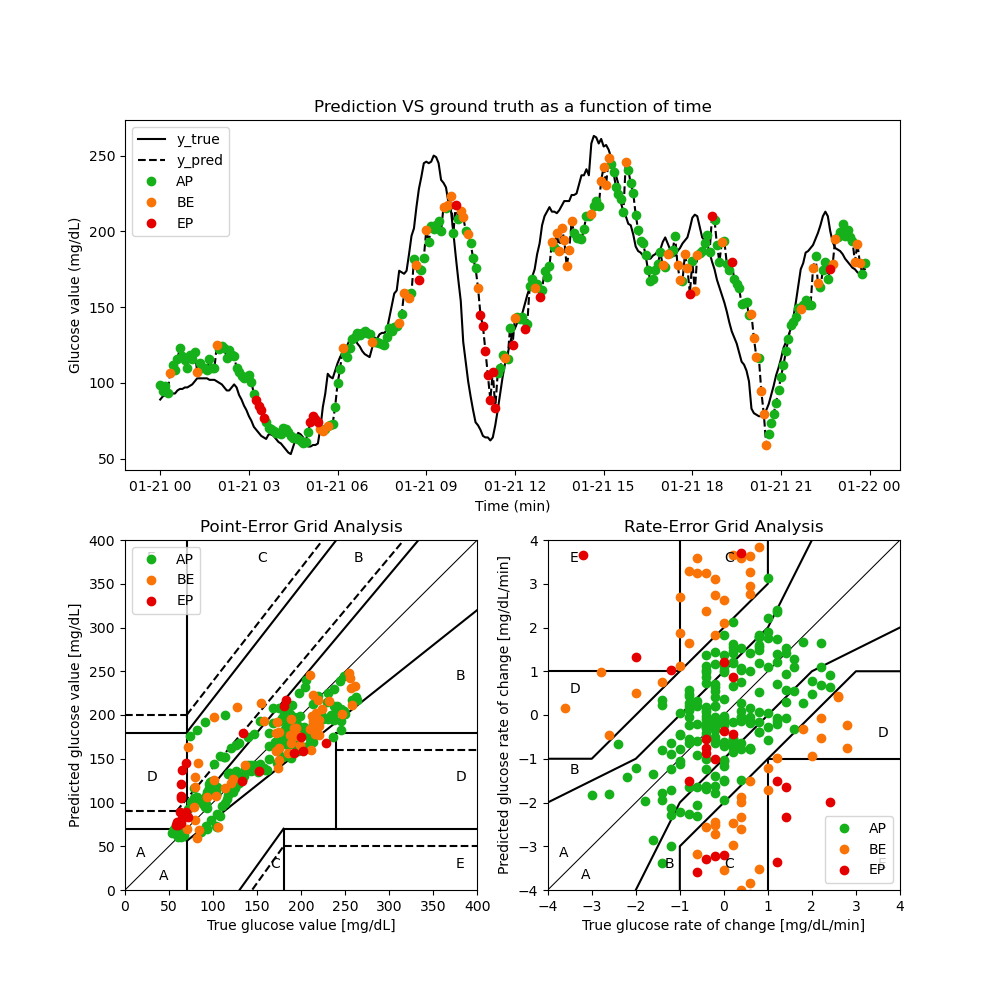 Prediction VS ground truth as a function of time
Glucose value (mg/dL)
250
200
150
100
50
y_true
y_pred
AP
BE
EP
01-21 00 01-21 03 01-21 06 01-21 09 01-21 12 01-21 15 01-21 18 01-21 21 01-22 00
Time (min)
Point-Error Grid Analysis
Predicted glucose value [mg/dL]
400
350
300
250
200
150
100
50
0
AP
BE
EP
C
B
B
D
D
A
A
C
E
0 50 100 150 200 250 300 350 400
True glucose value [mg/dL]
Rate-Error Grid Analysis
Predicted glucose rate of change [mg/dL/min]
4
3
2
1
0
−1
−2
−3
−4
E
C
D
D
B
A
A
B
C
AP
BE
EP
−4 −3 −2 −1 0 1 2 3 4
True glucose rate of change [mg/dL/min]